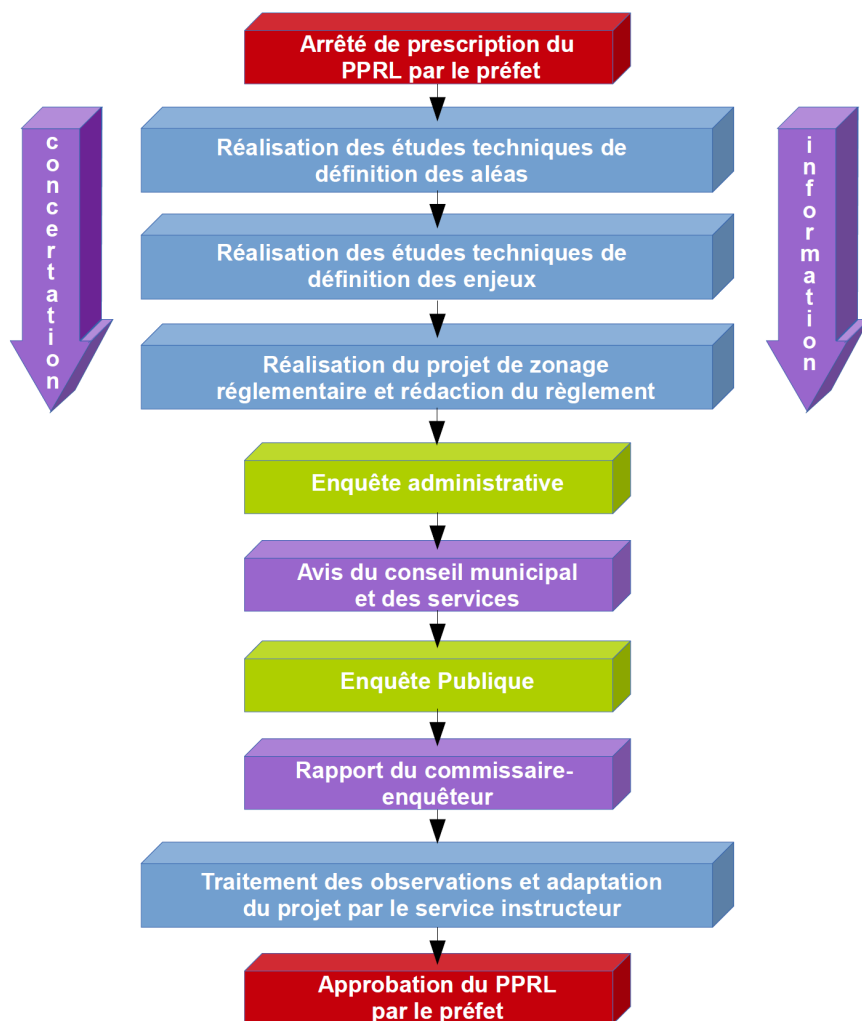 Arrêté de prescription du
PPRL par le préfet
concertation
information
Réalisation des études techniques de
définition des aléas
Réalisation des études techniques de
définition des enjeux
Réalisation du projet de zonage
réglementaire et rédaction du règlement
Enquête administrative
Avis du conseil municipal
et des services
Enquête Publique
Rapport du commissaire-
enquêteur
Traitement des observations et adaptation
du projet par le service instructeur
Approbation du PPRL
par le préfet